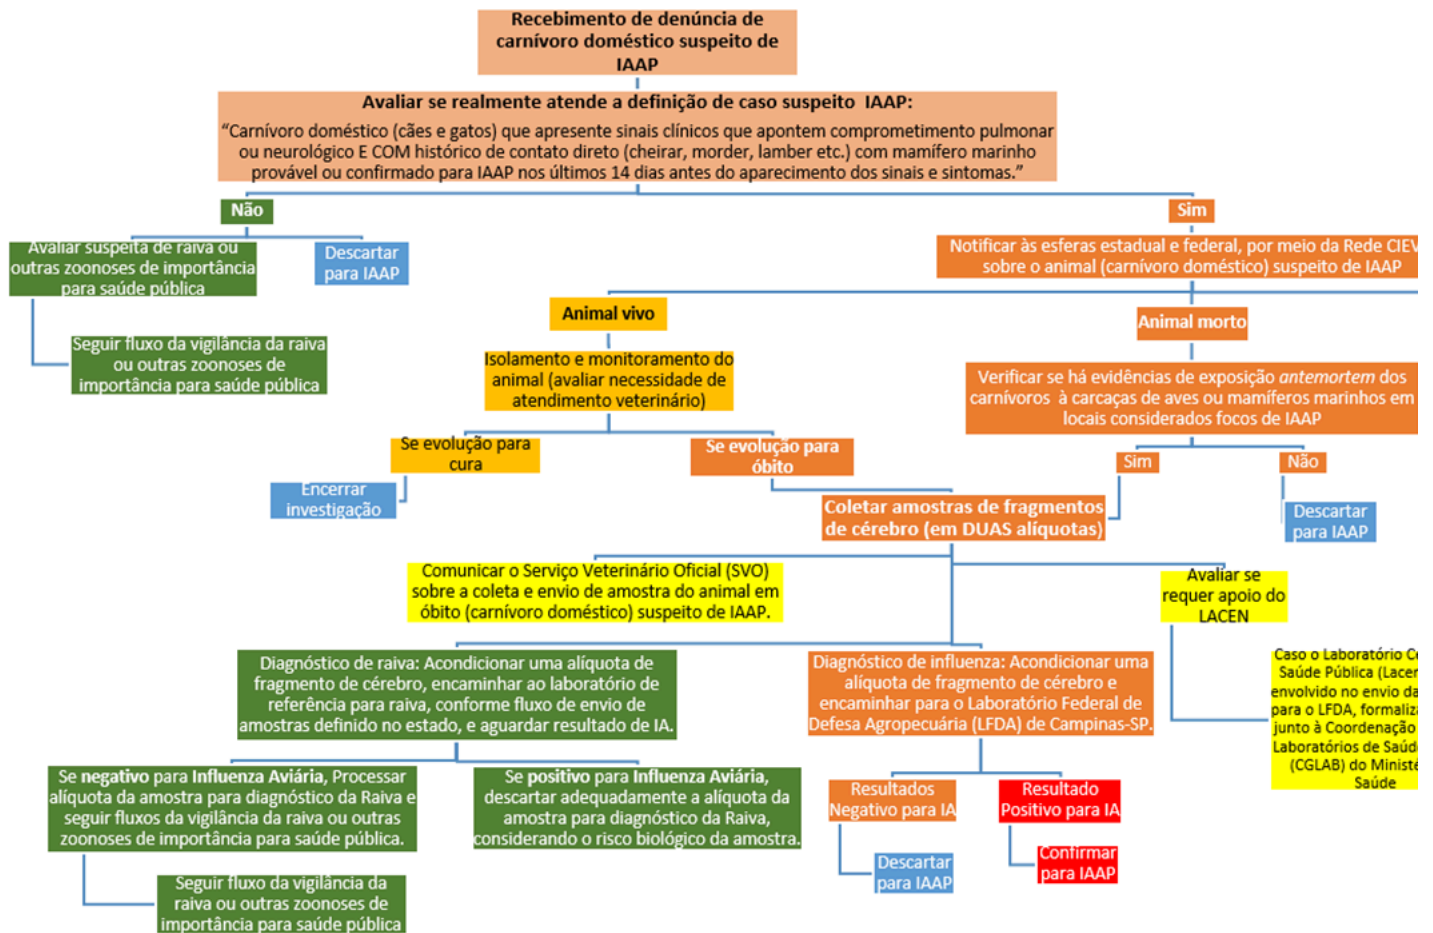 Recebimento de denúncia de
carnívoro doméstico suspeito de
IAAP
Avaliar se realmente atende a definição de caso suspeito IAAP:
“Carnívoro doméstico (cães e gatos) que apresente sinais clínicos que apontem comprometimento pulmonar
ou neurológico E COM histórico de contato direto (cheirar, morder, lamber etc.) com mamífero marinho
provável ou confirmado para IAAP nos últimos 14 dias antes do aparecimento dos sinais e sintomas.”
Não
Sim
Avaliar suspeita de raiva ou
outras zoonoses de importância
para saúde pública
Descartar
para IAAP
Notificar às esferas estadual e federal, por meio da Rede CIEV
sobre o animal (carnívoro doméstico) suspeito de IAAP
Seguir fluxo da vigilância da raiva
ou outras zoonoses de
importância para saúde pública
Animal vivo
Animal morto
Isolamento e monitoramento do
animal (avaliar necessidade de
atendimento veterinário)
Verificar se há evidências de exposição antemortem dos
carnívoros à carcaças de aves ou mamíferos marinhos em
locais considerados focos de IAAP
Se evolução para
cura
Se evolução para
óbito
Sim
Não
Encerrar
investigação
Coletar amostras de fragmentos
de cérebro (em DUAS alíquotas)
Descartar
para IAAP
Comunicar o Serviço Veterinário Oficial (SVO)
sobre a coleta e envio de amostra do animal em
óbito (carnívoro doméstico) suspeito de IAAP.
Avaliar se
requer apoio do
LACEN
Diagnóstico de raiva: Acondicionar uma alíquota de
fragmento de cérebro, encaminhar ao laboratório de
referência para raiva, conforme fluxo de envio de
amostras definido no estado, e aguardar resultado de IA.
Diagnóstico de influenza: Acondicionar uma
alíquota de fragmento de cérebro e
encaminhar para o Laboratório Federal de
Defesa Agropecuária (LFDA) de Campinas-SP.
Caso o Laboratório Ce
Saúde Pública (Lacen
envolvido no envio da
para o LFDA, formaliza
junto à Coordenação
Laboratórios de Saúde
(CGLAB) do Ministé
Saúde
Se negativo para Influenza Aviária, Processar
alíquota da amostra para diagnóstico da Raiva e
seguir fluxos da vigilância da raiva ou outras
zoonoses de importância para saúde pública.
Se positivo para Influenza Aviária,
descartar adequadamente a alíquota da
amostra para diagnóstico da Raiva,
considerando o risco biológico da amostra.
Resultados
Negativo para IA
Resultado
Positivo para IA
Descartar
para IAAP
Confirmar
para IAAP
Seguir fluxo da vigilância da
raiva ou outras zoonoses de
importância para saúde pública